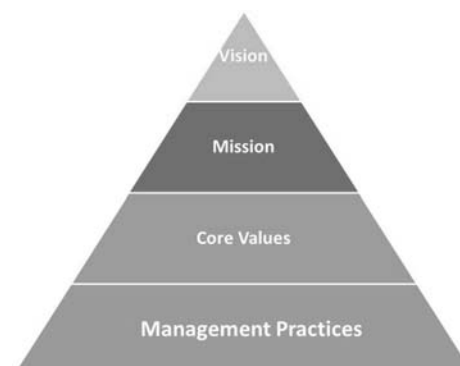 Vision
Mission
Core Values
Management Practices